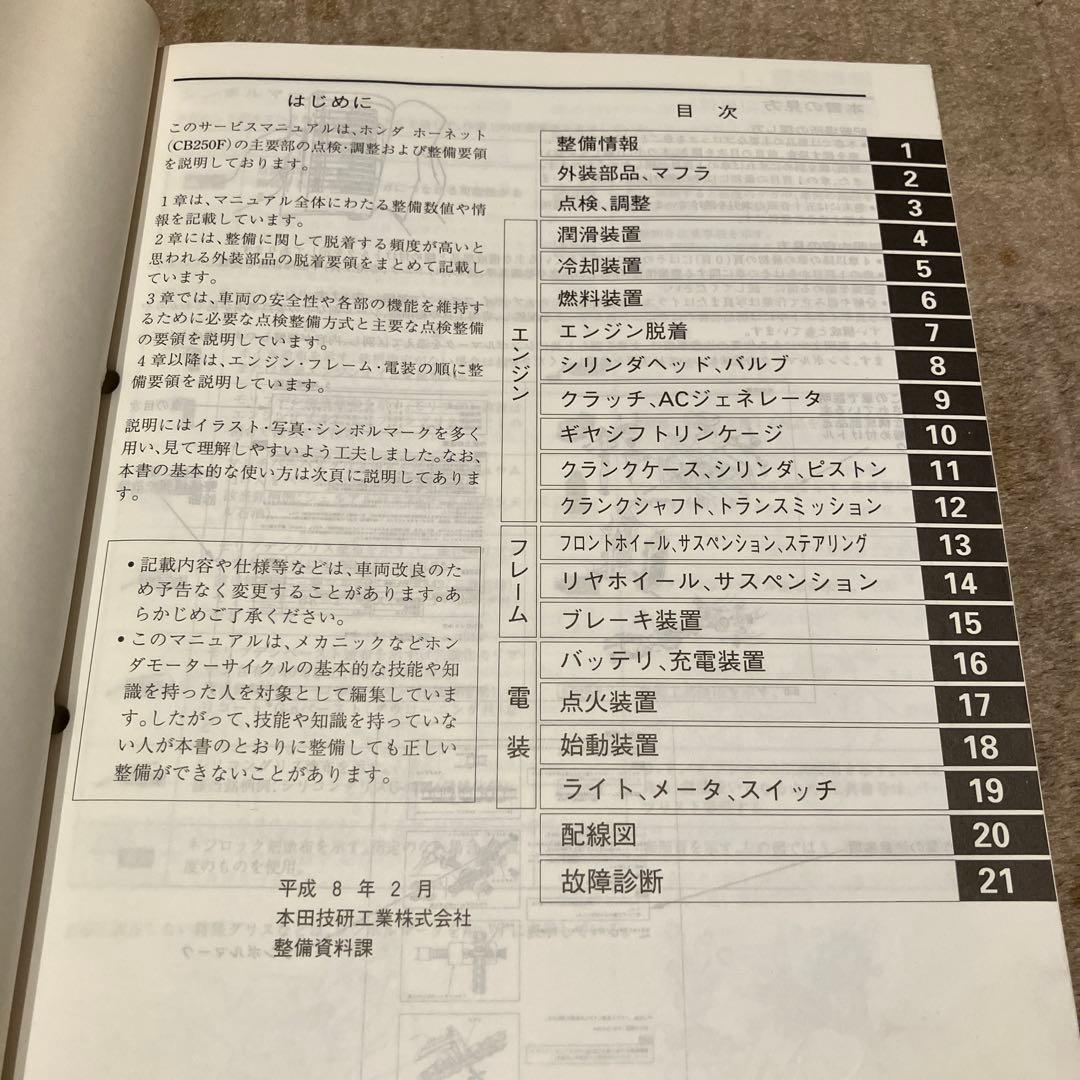 はじめに
このサービスマニュアルは、ホンダ ホーネット
(CB250F)の主要部の点検・調整および整備要領
を説明しております。
1章は、マニュアル全体にわたる整備数値や情
報を記載しています。
2章には、整備に関して脱着する頻度が高いと
思われる外装部品の脱着要領をまとめて記載し
ています。
3章では、車両の安全性や各部の機能を維持す
るために必要な点検整備方式と主要な点検整備
の要領を説明しています。
4章以降は、エンジン・フレーム・電装の順に整
備要領を説明しています。
説明にはイラスト・写真・シンボルマークを多く
用い、見て理解しやすいよう工夫しました。なお、
本書の基本的な使い方は次頁に説明してありま
す。
・記載内容や仕様等などは、車両改良のた
め予告なく変更することがあります。あ
らかじめご了承ください。
・このマニュアルは、メカニックなどホン
ダモーターサイクルの基本的な技能や知
識を持った人を対象として編集していま
す。したがって、技能や知識を持っていな
い人が本書のとおりに整備しても正しい
整備ができないことがあります。
平成 8 年 2 月
本田技研工業株式会社
整備資料課
目 次
整備情報 1
外装部品、マフラ 2
点検、調整 3
エンジン
潤滑装置 4
冷却装置 5
燃料装置 6
エンジン脱着 7
シリンダヘッド、バルブ 8
クラッチ、ACジェネレータ 9
ギヤシフトリンケージ 10
クランクケース、シリンダ、ピストン 11
クランクシャフト、トランスミッション 12
フレーム
フロントホイール、サスペンション、ステアリング 13
リヤホイール、サスペンション 14
ブレーキ装置 15
電装
バッテリ、充電装置 16
点火装置 17
始動装置 18
ライト、メータ、スイッチ 19
配線図 20
故障診断 21